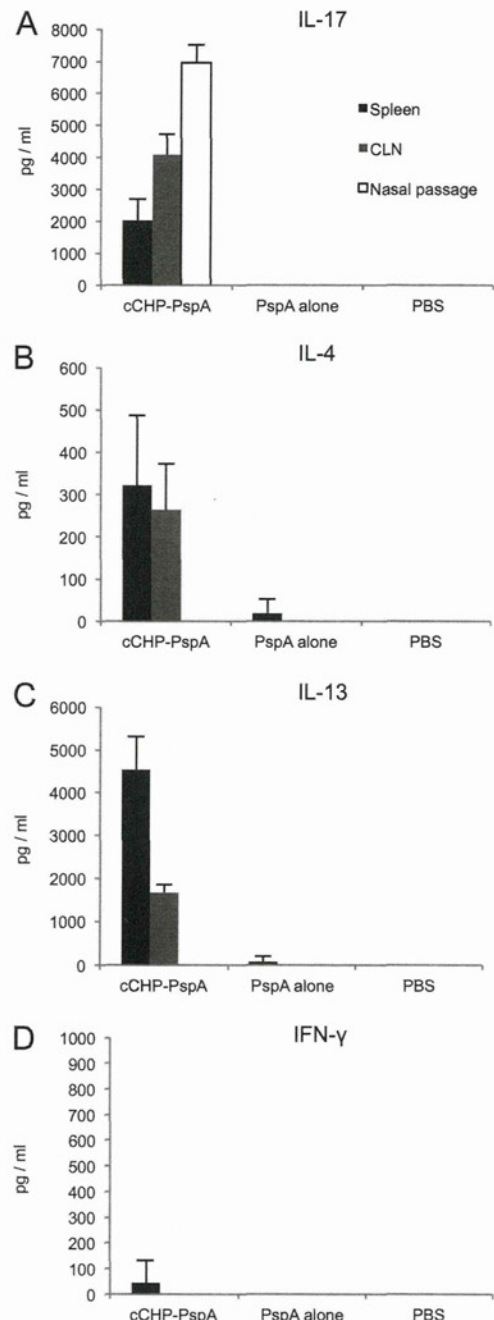 A
IL-17
8000
7000
6000
5000
4000
3000
2000
1000
0
pg / ml
Spleen
CLN
Nasal passage
cCHP-PspA PspA alone PBS
B
IL-4
600
500
400
300
200
100
0
pg / ml
cCHP-PspA PspA alone PBS
C
IL-13
6000
5000
4000
3000
2000
1000
0
pg / ml
cCHP-PspA PspA alone PBS
D
IFN-γ
1000
900
800
700
600
500
400
300
200
100
0
pg / ml
cCHP-PspA PspA alone PBS